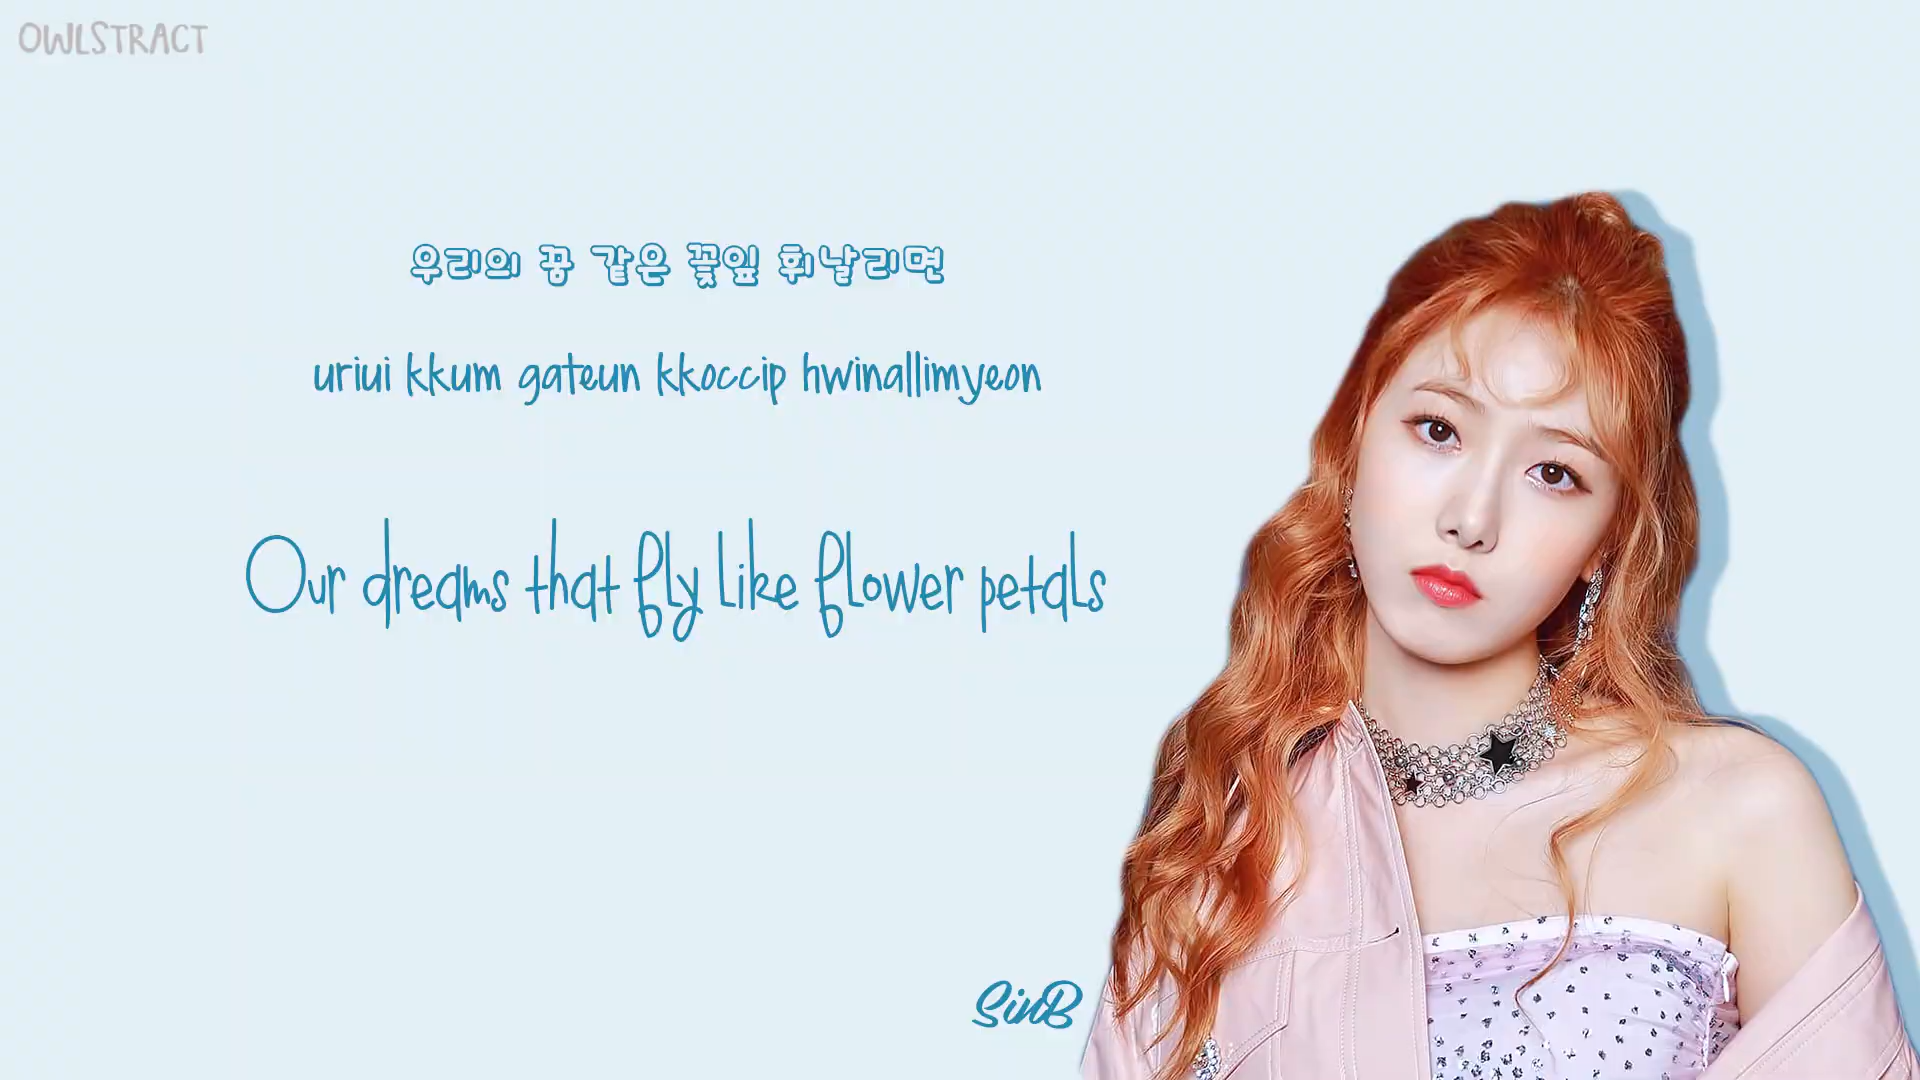 OWLSTRACT
우리의 꿈 같은 꽃잎 휘날리면
uriui kkum gateun kkoccip hwinallimyeon
Our dreams that fly like flower petals
SinB